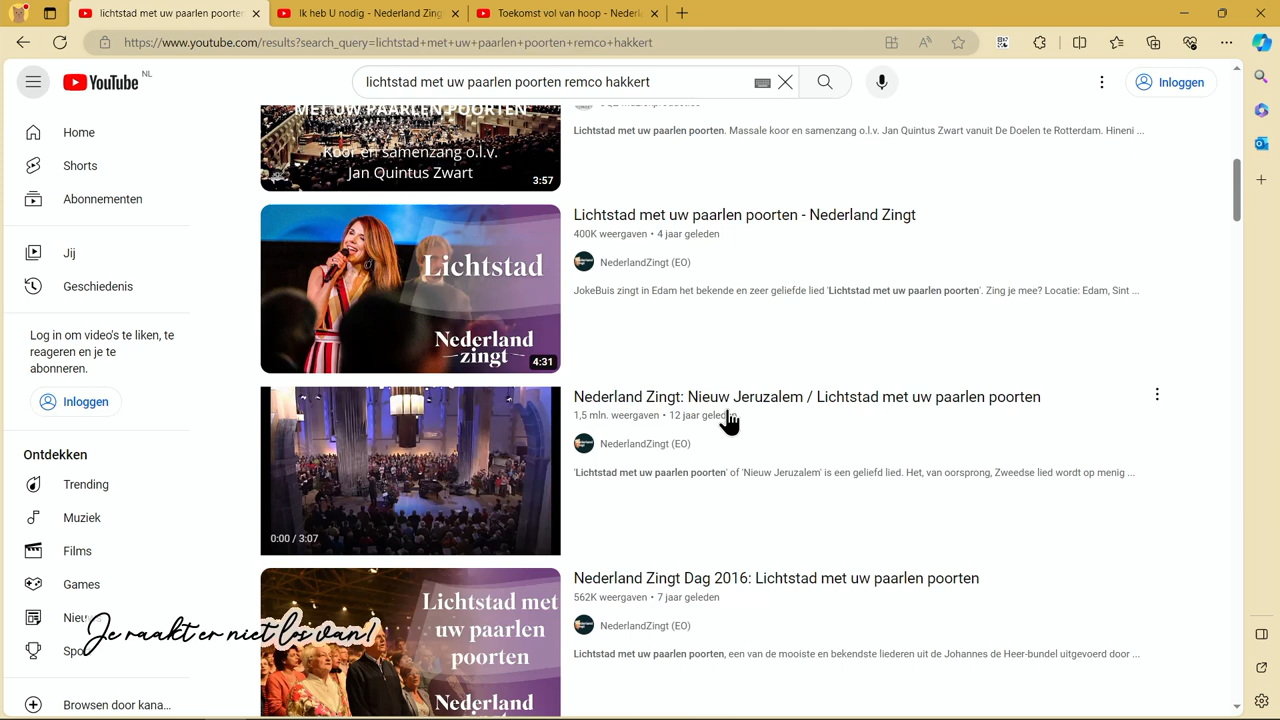 lichtstad met uw paarlen poorter
Ik heb U nodig - Nederland Zing
Toekomst vol van hoop - Nederl
https://www.youtube.com/results?search_query=lichtstad+met+uw+paarlen+poorten+remco+hakkert
YouTube NL
lichtstad met uw paarlen poorten remco hakkert
Inloggen
Home
Shorts
Abonnementen
Jij
Geschiedenis
Log in om video's te liken, te
reageren en je te
abonneren.
Inloggen
Ontdekken
Trending
Muziek
Films
Games
Nieu
Spo
Browsen door kana...
Je raakt er niet los van!
MET UW PAARLEN POORTEN
Koor en samenzang o.l.v.
Jan Quintus Zwart
3:57
Lichtstad met uw paarlen poorten. Massale koor en samenzang o.l.v. Jan Quintus Zwart vanuit De Doelen te Rotterdam. Hineni ...
Lichtstad
Nederland
zingt
4:31
Lichtstad met uw paarlen poorten - Nederland Zingt
400K weergaven • 4 jaar geleden
NederlandZingt (EO)
JokeBuis zingt in Edam het bekende en zeer geliefde lied 'Lichtstad met uw paarlen poorten'. Zing je mee? Locatie: Edam, Sint ...
0:00 / 3:07
Nederland Zingt: Nieuw Jeruzalem / Lichtstad met uw paarlen poorten
1,5 mln. weergaven • 12 jaar geleden
NederlandZingt (EO)
'Lichtstad met uw paarlen poorten' of 'Nieuw Jeruzalem' is een geliefd lied. Het, van oorsprong, Zweedse lied wordt op menig ...
Lichtstad met
uw paarlen
poorten
Nederland
Nederland Zingt Dag 2016: Lichtstad met uw paarlen poorten
562K weergaven • 7 jaar geleden
NederlandZingt (EO)
Lichtstad met uw paarlen poorten, een van de mooiste en bekendste liederen uit de Johannes de Heer-bundel uitgevoerd door ...